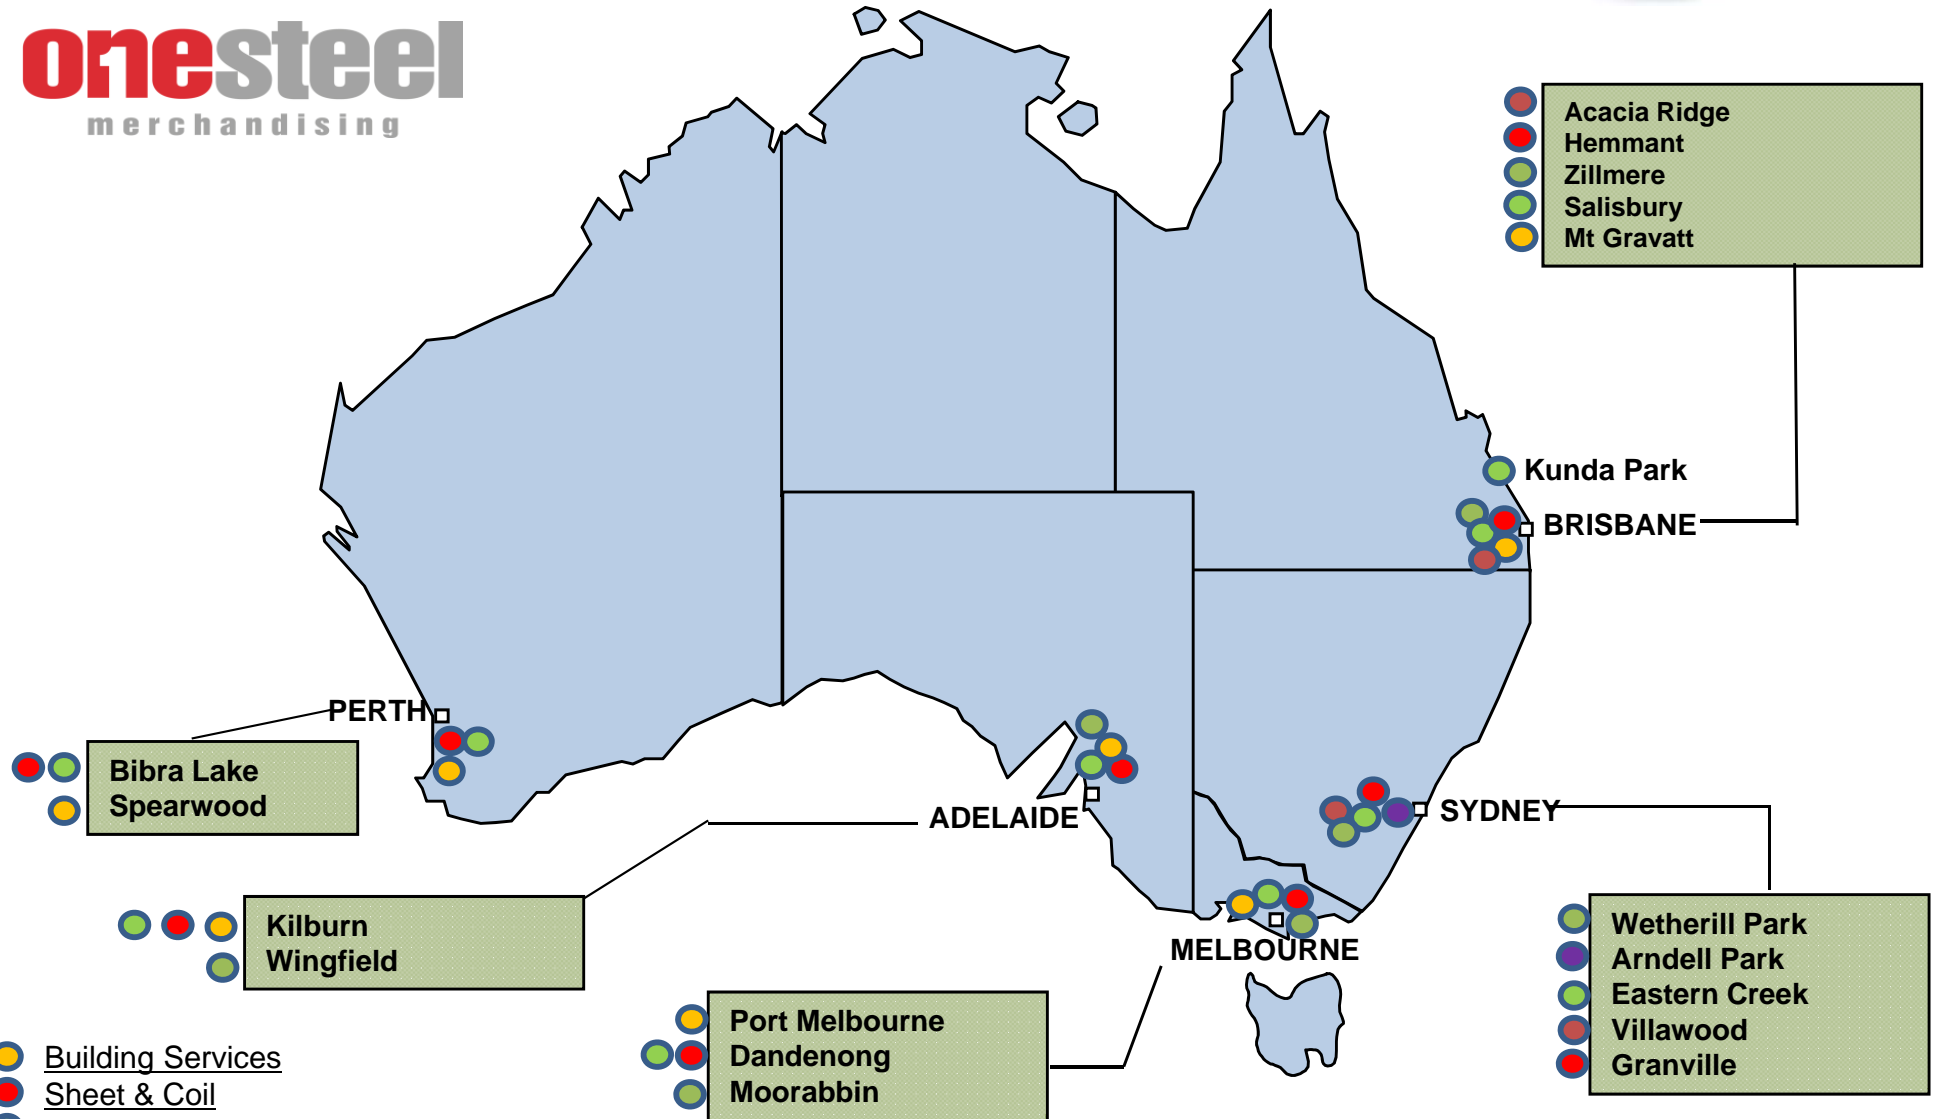 onesteel
merchandising
Acacia Ridge
Hemmant
Zillmere
Salisbury
Mt Gravatt
Kunda Park
BRISBANE
PERTH
Bibra Lake
Spearwood
ADELAIDE
SYDNEY
Kilburn
Wingfield
MELBOURNE
Wetherill Park
Arndell Park
Eastern Creek
Villawood
Granville
Port Melbourne
Dandenong
Moorabbin
Building Services
Sheet & Coil